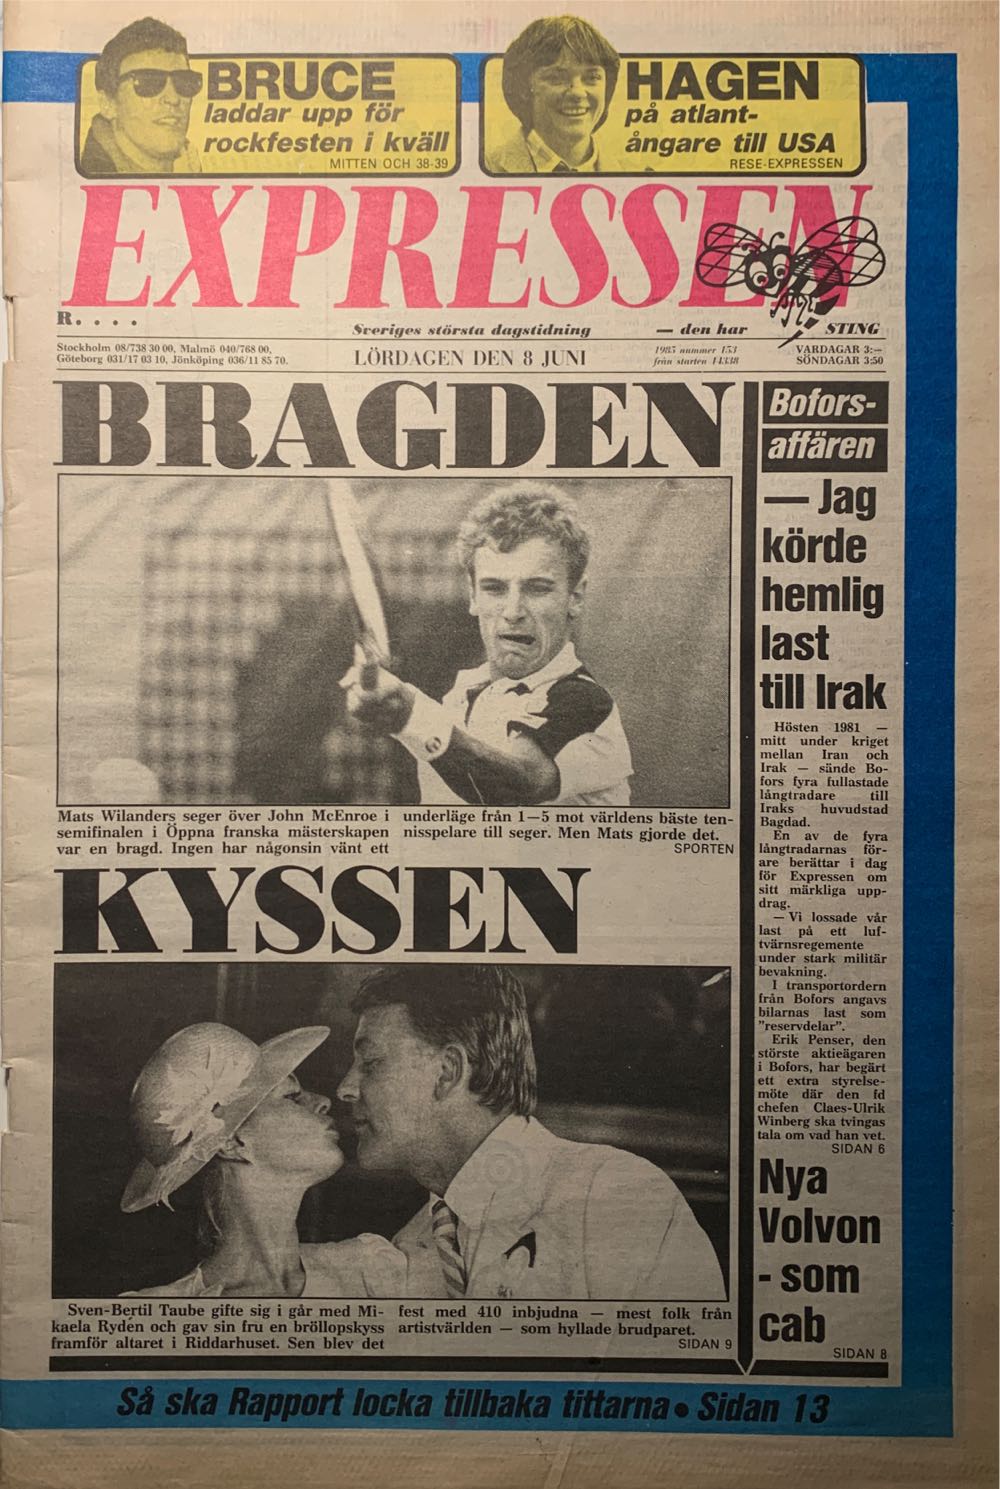 BRUCE
laddar upp för
rockfesten i kväll
MITTEN OCH 38-39
HAGEN
på atlant-
ångare till USA
RESE-EXPRESSEN
EXPRESSEN
R. . . .
Sveriges största dagstidning — den har STING
Stockholm 08/738 30 00, Malmö 040/768 00,
Göteborg 031/17 03 10, Jönköping 036/11 85 70.
LÖRDAGEN DEN 8 JUNI
1985 nummer 153
från starten 14338
VARDAGAR 3:—
SÖNDAGAR 3:50
BRAGDEN
Mats Wilanders seger över John McEnroe i
semifinalen i Öppna franska mästerskapen
var en bragd. Ingen har någonsin vänt ett
underläge från 1—5 mot världens bäste ten-
nisspelare till seger. Men Mats gjorde det.
SPORTEN
KYSSEN
Sven-Bertil Taube gifte sig i går med Mi-
kaela Rydén och gav sin fru en bröllopskyss
framför altaret i Riddarhuset. Sen blev det
fest med 410 inbjudna — mest folk från
artistvärlden — som hyllade brudparet.
SIDAN 9
Bofors-
affären
— Jag
körde
hemlig
last
till Irak
Hösten 1981 —
mitt under kriget
mellan Iran och
Irak — sände Bo-
fors fyra fullastade
långtradare till
Iraks huvudstad
Bagdad.
En av de fyra
långtradarnas för-
are berättar i dag
för Expressen om
sitt märkliga upp-
drag.
— Vi lossade vår
last på ett luf-
tvärnsregemente
under stark militär
bevakning.
I transportordern
från Bofors angavs
bilarnas last som
"reservdelar".
Erik Penser, den
störste aktieägaren
i Bofors, har begärt
ett extra styrelse-
möte där den fd
chefen Claes-Ulrik
Winberg ska tvingas
tala om vad han vet.
SIDAN 6
Nya
Volvon
- som
cab
SIDAN 8
Så ska Rapport locka tillbaka tittarna ● Sidan 13